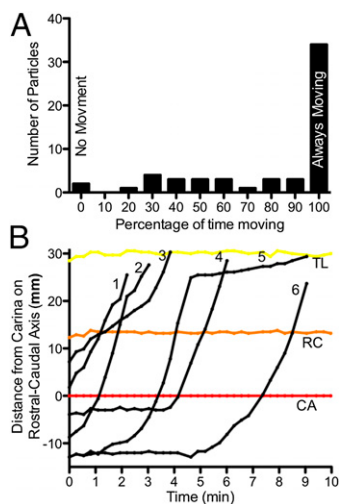 A
Number of Particles
40
30
20
10
0
No Movment
Always Moving
0 10 20 30 40 50 60 70 80 90 100
Percentage of time moving
B
Distance from Carina on
Rostral-Caudal Axis (mm)
30
20
10
0
-10
1 2 3 4 5 6
TL
RC
CA
0 1 2 3 4 5 6 7 8 9 10
Time (min)